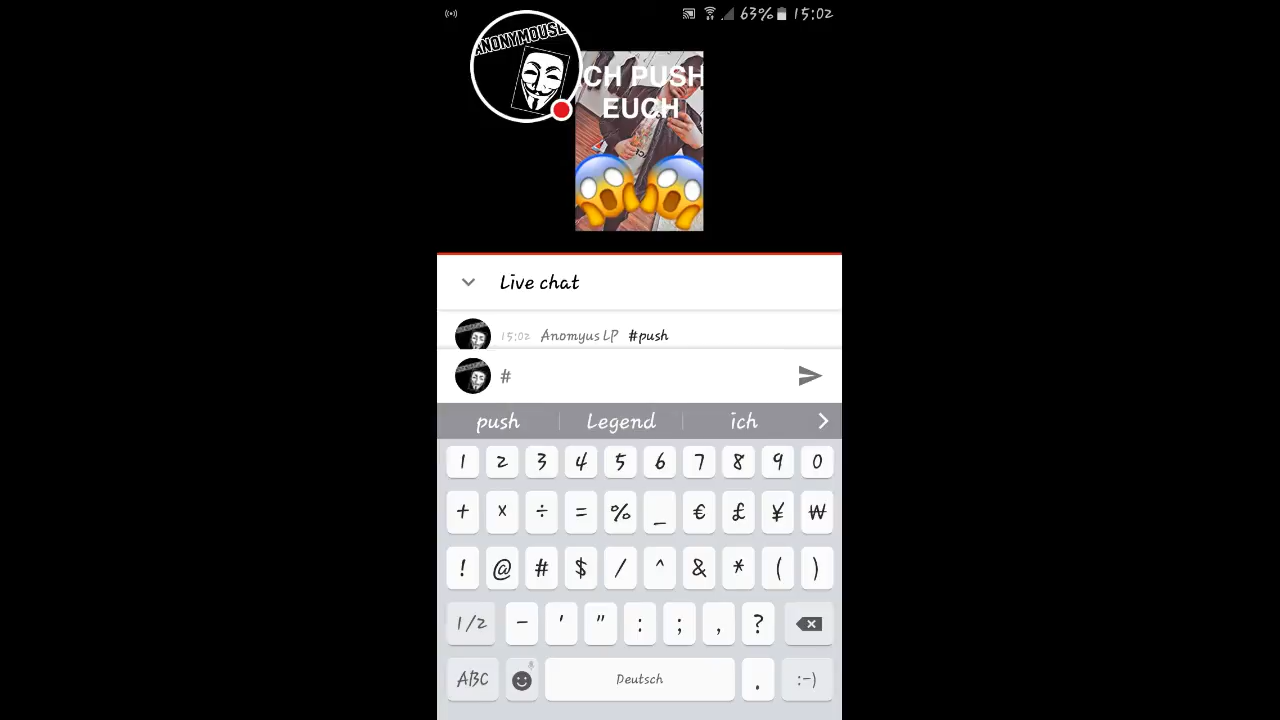 63% 15:02
ANONYMOUSE
CH PUSH
EUCH
Live chat
15:02 Anomyus LP #push
#
push Legend ich
1 2 3 4 5 6 7 8 9 0
+ × ÷ = % _ € £ ¥ ₩
! @ # $ / ^ & * ( )
1/2 - ' " : ; , ?
ABC Deutsch . :-)